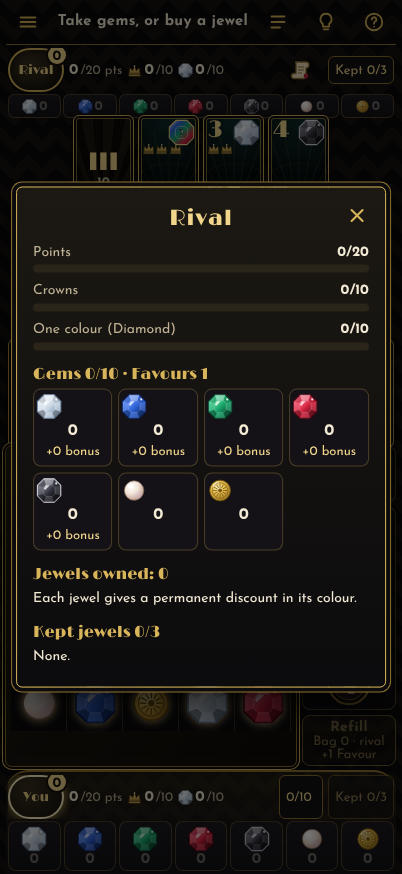 Take gems, or buy a jewel
0
Rival 0/20 pts 0/10 0/10 Kept 0/3
0 0 0 0 0 0 0
3 4
Rival
Points 0/20
Crowns 0/10
One colour (Diamond) 0/10
Gems 0/10 · Favours 1
0 0 0 0
+0 bonus +0 bonus +0 bonus +0 bonus
0 0 0
+0 bonus
Jewels owned: 0
Each jewel gives a permanent discount in its colour.
Kept jewels 0/3
None.
Refill
Bag 0 · rival
+1 Favour
0
You 0/20 pts 0/10 0/10 0/10 Kept 0/3
0 0 0 0 0 0 0